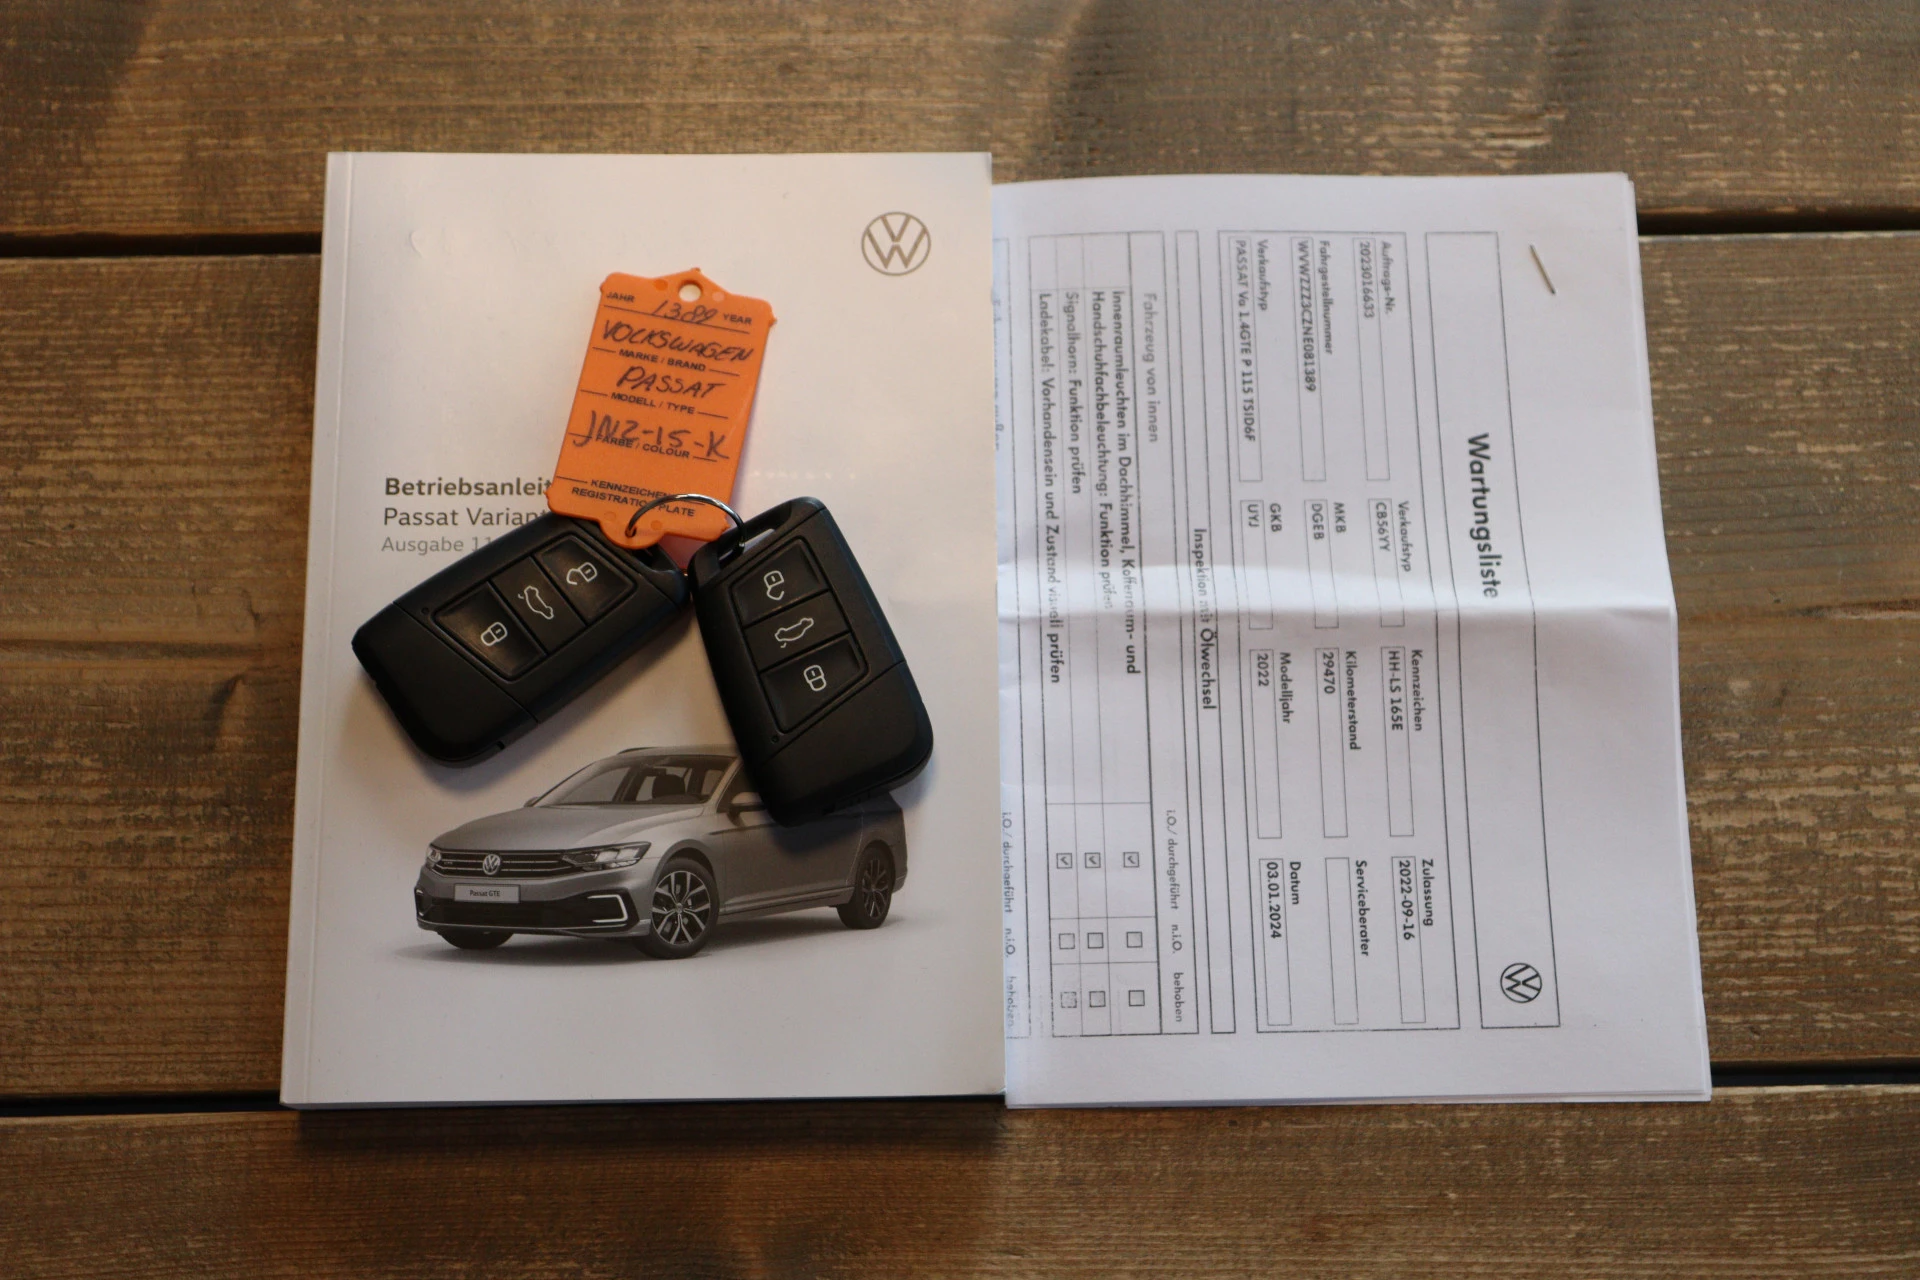 JAHR 1389 YEAR
VOLKSWAGEN
MARKE / BRAND
PASSAT
MODELL / TYPE
JNZ-15-K
FARBE / COLOUR
KENNZEICHEN
REGISTRATION PLATE
Betriebsanleit
Passat Variant
Ausgabe 11
Passat GTE
Wartungsliste
Auftrags-Nr.
2023016633
Verkaufstyp
CB56YY
Kennzeichen
HH-LS 165E
Zulassung
2022-09-16
Fahrgestellnummer
WVWZZZ3CZNE081389
MKB
DGEB
Kilometerstand
29470
Serviceberater
Verkaufstyp
PASSAT Va 1.4GTE P 115 TSID6F
GKB
UYJ
Modelljahr
2022
Datum
03.01.2024
Inspektion mit Ölwechsel
Fahrzeug von innen
i.O./ durchgeführt n.i.O. behoben
Innenraumleuchten im Dachhimmel, Kofferraum- und
Handschuhfachbeleuchtung: Funktion prüfen
Signalhorn: Funktion prüfen
Ladekabel: Vorhandensein und Zustand visuell prüfen
i.O./ durchgeführt n.i.O. behoben